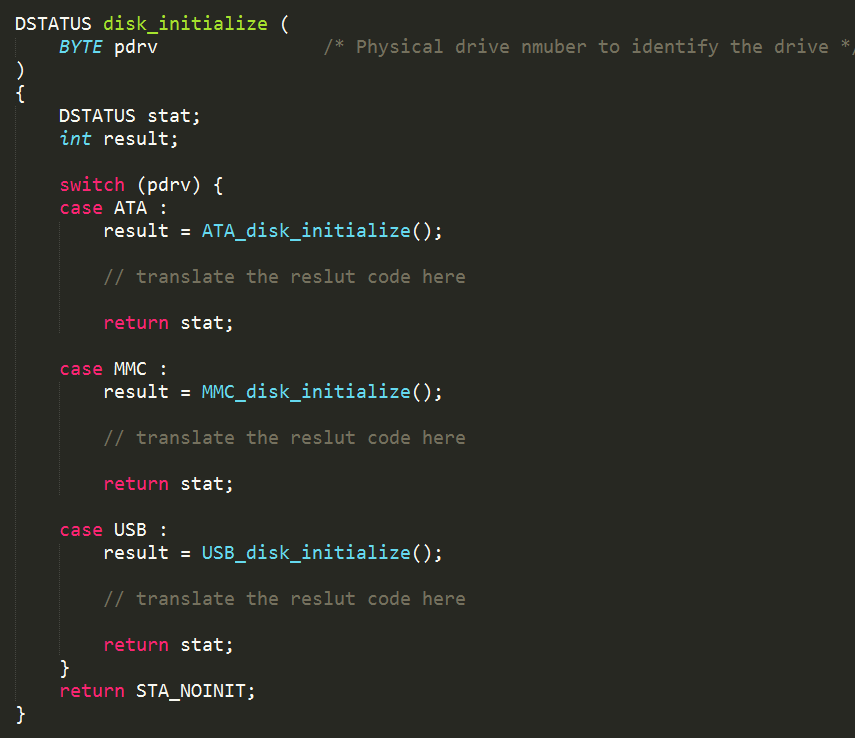 DSTATUS disk_initialize (
    BYTE pdrv               /* Physical drive nmuber to identify the drive */
)
{
    DSTATUS stat;
    int result;

    switch (pdrv) {
    case ATA :
        result = ATA_disk_initialize();

        // translate the reslut code here

        return stat;

    case MMC :
        result = MMC_disk_initialize();

        // translate the reslut code here

        return stat;

    case USB :
        result = USB_disk_initialize();

        // translate the reslut code here

        return stat;
    }
    return STA_NOINIT;
}